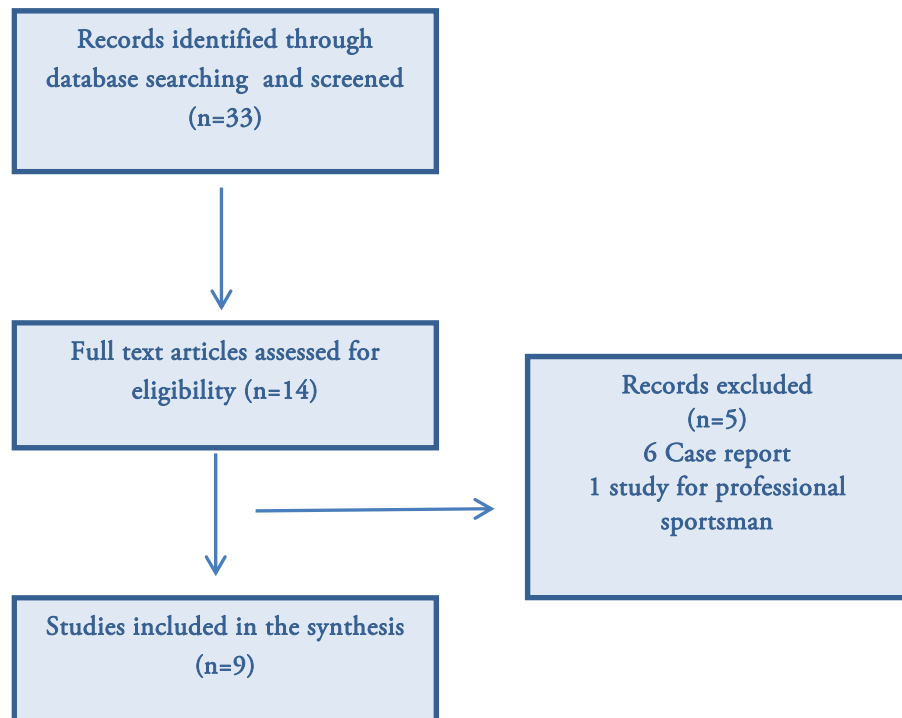 Records identified through
database searching and screened
(n=33)
Full text articles assessed for
eligibility (n=14)
Records excluded
(n=5)
6 Case report
1 study for professional
sportsman
Studies included in the synthesis
(n=9)